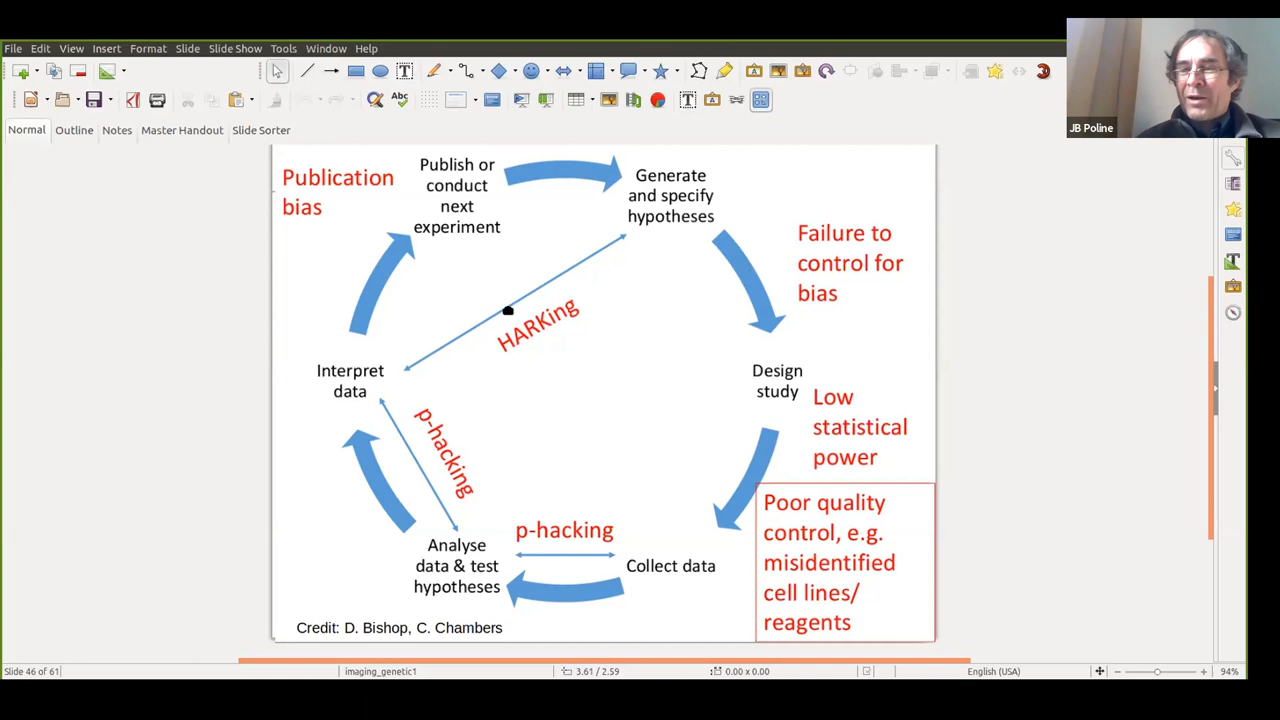 File Edit View Insert Format Slide Slide Show Tools Window Help
Normal Outline Notes Master Handout Slide Sorter
JB Poline
Publication
bias
Publish or
conduct
next
experiment
Generate
and specify
hypotheses
Failure to
control for
bias
HARKing
Interpret
data
Design
study
Low
statistical
power
p-hacking
p-hacking
Analyse
data & test
hypotheses
Collect data
Poor quality
control, e.g.
misidentified
cell lines/
reagents
Credit: D. Bishop, C. Chambers
Slide 46 of 61 imaging_genetic1 3.61 / 2.59 0.00 x 0.00 English (USA) 94%